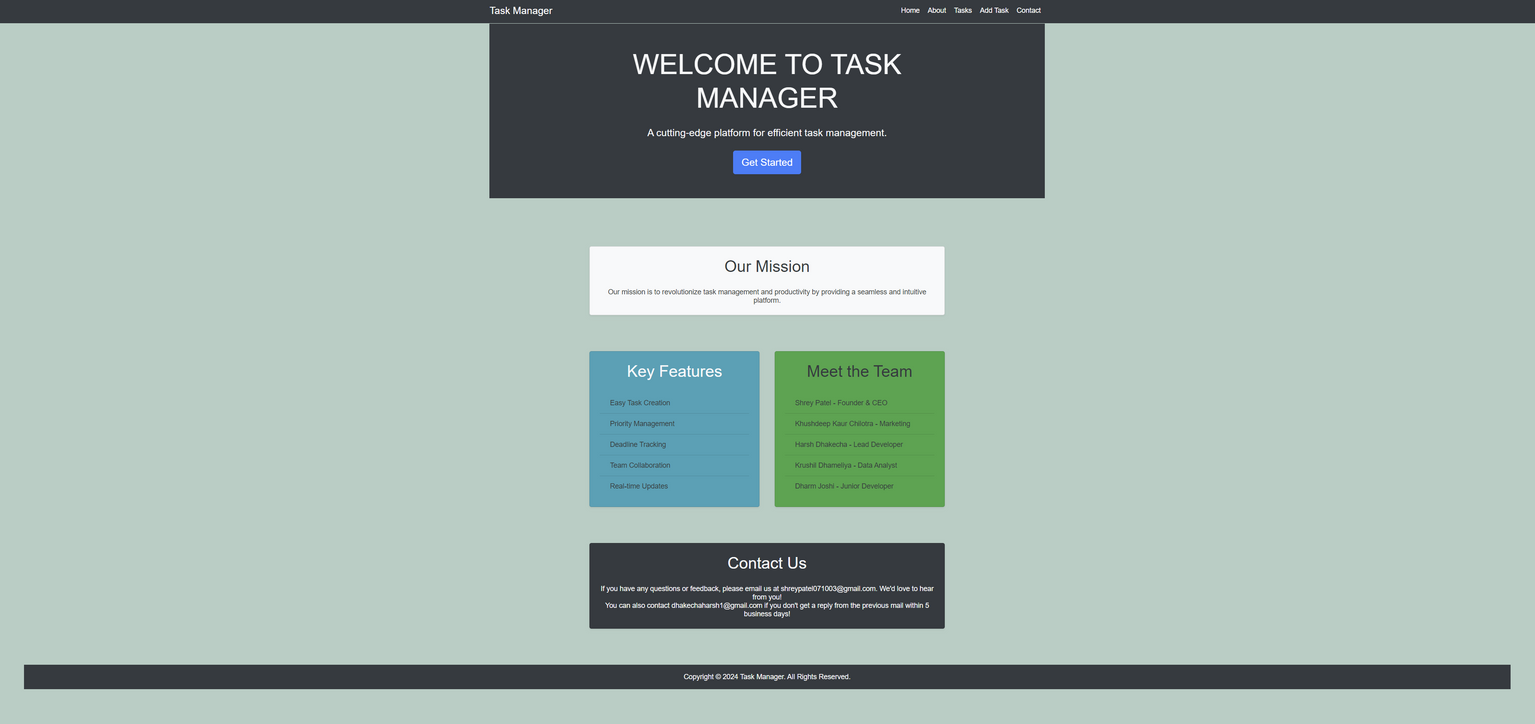 Task Manager
Home About Tasks Add Task Contact
WELCOME TO TASK
MANAGER
A cutting-edge platform for efficient task management.
Get Started
Our Mission
Our mission is to revolutionize task management and productivity by providing a seamless and intuitive
platform.
Key Features
Easy Task Creation
Priority Management
Deadline Tracking
Team Collaboration
Real-time Updates
Meet the Team
Shrey Patel - Founder & CEO
Khushdeep Kaur Chilotra - Marketing
Harsh Dhakecha - Lead Developer
Krushil Dhameliya - Data Analyst
Dharm Joshi - Junior Developer
Contact Us
If you have any questions or feedback, please email us at shreypatel071003@gmail.com. We'd love to hear
from you!
You can also contact dhakechaharsh1@gmail.com if you don't get a reply from the previous mail within 5
business days!
Copyright © 2024 Task Manager. All Rights Reserved.